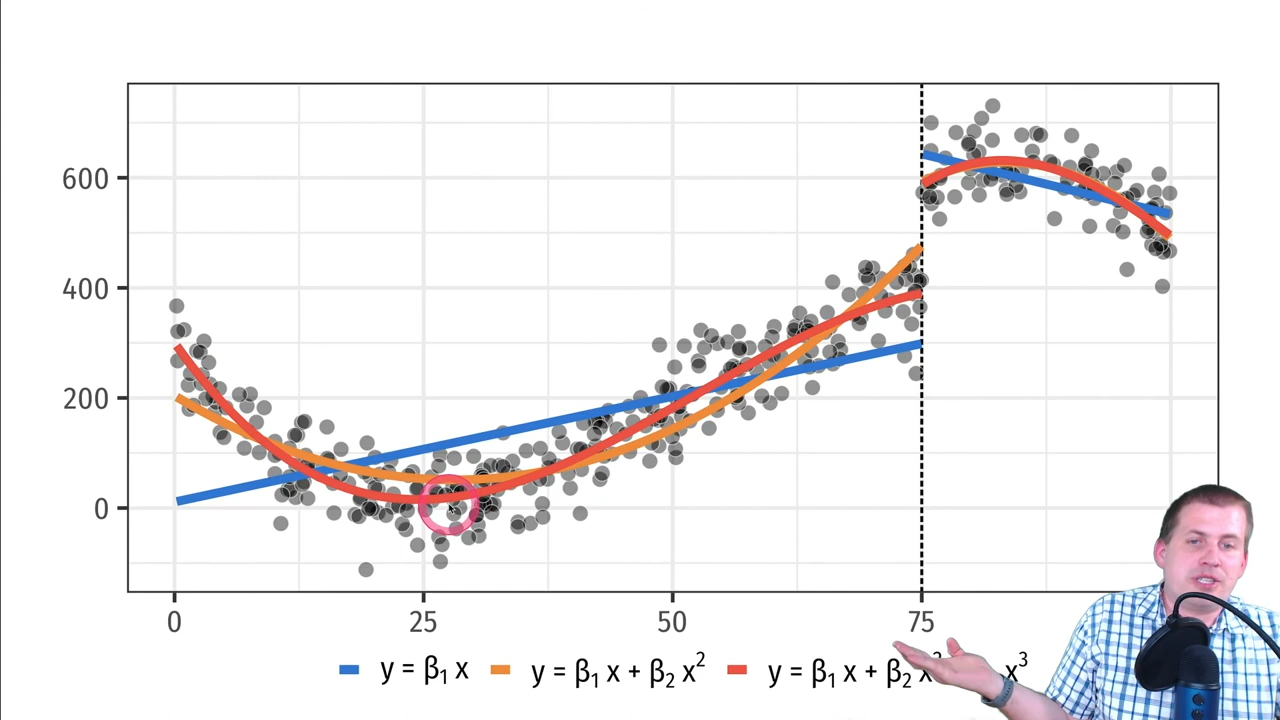 600
400
200
0
0 25 50 75
y = β₁ x y = β₁ x + β₂ x² y = β₁ x + β₂ x³